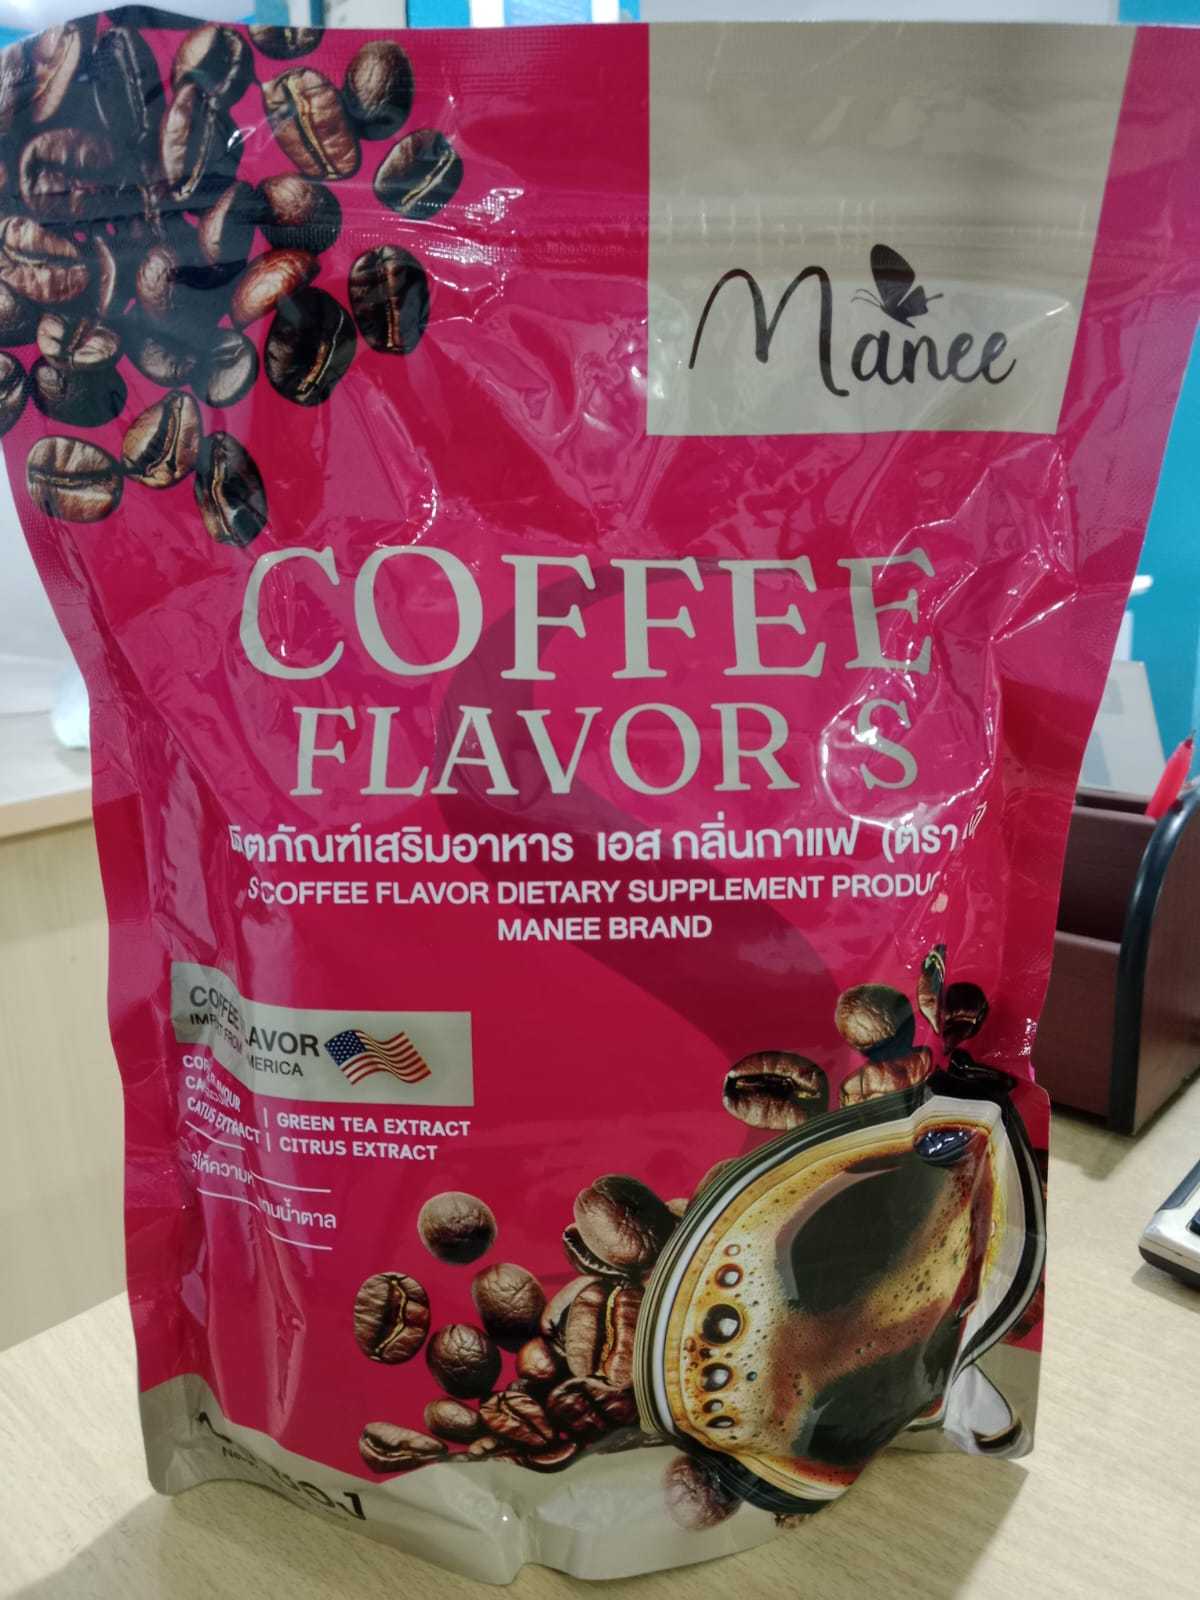 Manee
COFFEE
FLAVOR S
ผลิตภัณฑ์เสริมอาหาร เอส กลิ่นกาแฟ (ตรา
S COFFEE FLAVOR DIETARY SUPPLEMENT PRODUC
MANEE BRAND
COFFEE FLAVOR
FROM AMERICA
CATUS EXTRACT
GREEN TEA EXTRACT
CITRUS EXTRACT